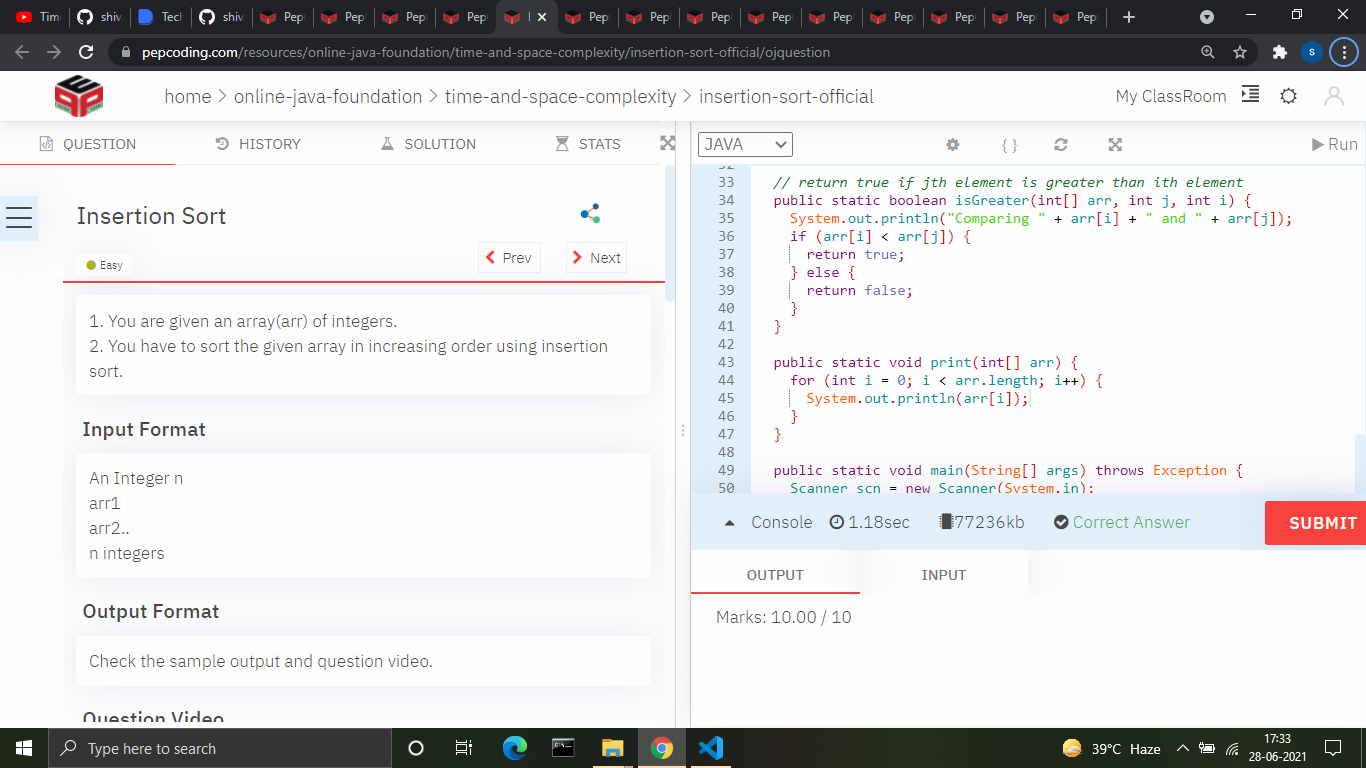 Time
shiv
Tech
shiv
Pep
Pep
Pep
Pep
I
Pep
Pep
Pep
Pep
Pep
Pep
Pep
Pep
Pep
pepcoding.com/resources/online-java-foundation/time-and-space-complexity/insertion-sort-official/ojquestion
s
home > online-java-foundation > time-and-space-complexity > insertion-sort-official
My ClassRoom
QUESTION HISTORY SOLUTION STATS
Insertion Sort
Easy
Prev Next
1. You are given an array(arr) of integers.
2. You have to sort the given array in increasing order using insertion
sort.
Input Format
An Integer n
arr1
arr2..
n integers
Output Format
Check the sample output and question video.
Question Video
JAVA
{ }
Run
32
33 // return true if jth element is greater than ith element
34 public static boolean isGreater(int[] arr, int j, int i) {
35 System.out.println("Comparing " + arr[i] + " and " + arr[j]);
36 if (arr[i] < arr[j]) {
37 return true;
38 } else {
39 return false;
40 }
41 }
42
43 public static void print(int[] arr) {
44 for (int i = 0; i < arr.length; i++) {
45 System.out.println(arr[i]);
46 }
47 }
48
49 public static void main(String[] args) throws Exception {
50 Scanner scn = new Scanner(System.in);
Console 1.18sec 77236kb Correct Answer SUBMIT
OUTPUT INPUT
Marks: 10.00 / 10
Type here to search
39°C Haze
17:33
28-06-2021